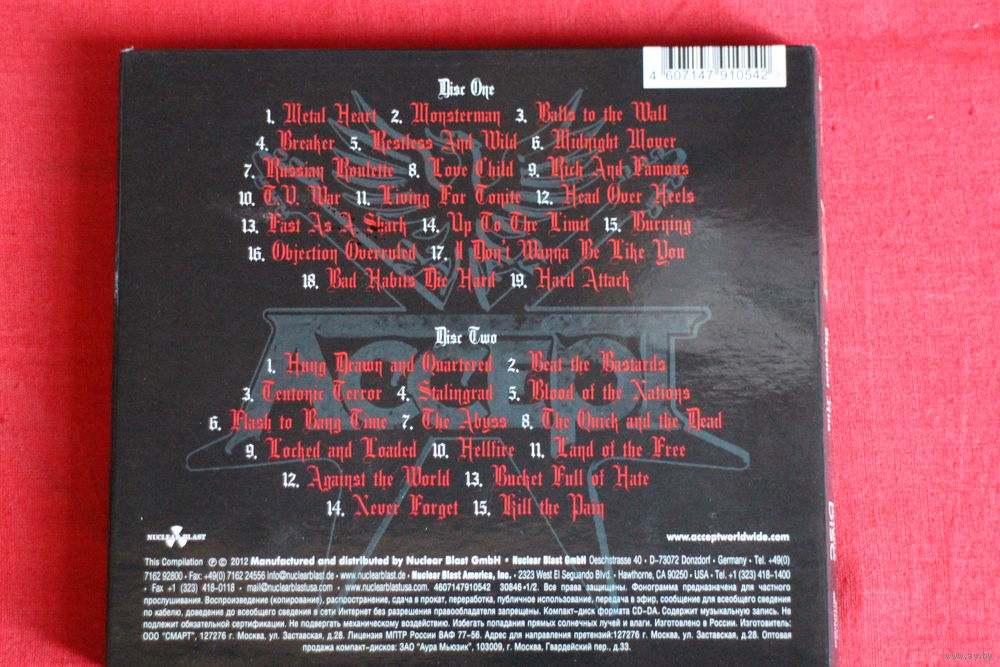 4 607147 910542 >
Disc One
1. Metal Heart 2. Monsterman 3. Balls to the Wall
4. Breaker 5. Restless And Wild 6. Midnight Mover
7. Russian Roulette 8. Love Child 9. Rich And Famous
10. T.V. War 11. Living For Tonite 12. Head Over Heels
13. Fast As A Shark 14. Up To The Limit 15. Burning
16. Objection Overruled 17. I Don't Wanna Be Like You
18. Bad Habits Die Hard 19. Hard Attack
ACCEPT
Disc Two
1. Hung Drawn and Quartered 2. Beat the Bastards
3. Teutonic Terror 4. Stalingrad 5. Blood of the Nations
6. Flash to Bang Time 7. The Abyss 8. The Quick and the Dead
9. Locked and Loaded 10. Hellfire 11. Land of the Free
12. Against the World 13. Bucket Full of Hate
14. Never Forget 15. Kill the Pain
NUCLEAR BLAST
www.acceptworldwide.com
This Compilation ℗ © 2012 Manufactured and distributed by Nuclear Blast GmbH • Nuclear Blast GmbH Oeschstrasse 40 • D-73072 Donzdorf • Germany • Tel. +49(0)
7162 92800 • Fax: +49(0) 7162 24556 info@nuclearblast.de • www.nuclearblast.de • Nuclear Blast America, Inc. • 2323 West El Segundo Blvd. • Hawthorne, CA 90250 • USA • Tel. +1 (323) 418-1400
• Fax +1 (323) 418-0118 • mail@nuclearblastusa.com • www.nuclearblastusa.com. 4607147910542 30846-1/2. Все права защищены. Фонограмма предназначена для частного
прослушивания. Воспроизведение (копирование), распространение, сдача в прокат, переработка, публичное исполнение, передача в эфир, сообщение для всеобщего сведения
по кабелю, доведение до всеобщего сведения в сети Интернет без разрешения правообладателя запрещены. Компакт-диск формата CD-DA. Содержит музыкальную запись. Не
подлежит обязательной сертификации. Не подвергать механическому воздействию. Избегать попадания прямых солнечных лучей и влаги. Изготовлено в России. Изготовитель:
ООО "СМАРТ", 127276 г. Москва, ул. Заставская, д.28. Лицензия МПТР России ВАФ 77-56. Адрес для направления претензий:127276 г. Москва, ул. Заставская, д.28. Оптовая
продажа компакт-дисков: ЗАО "Аура Мьюзик", 103009, г. Москва, Гвардейский пер., д.33.
www.ay.by